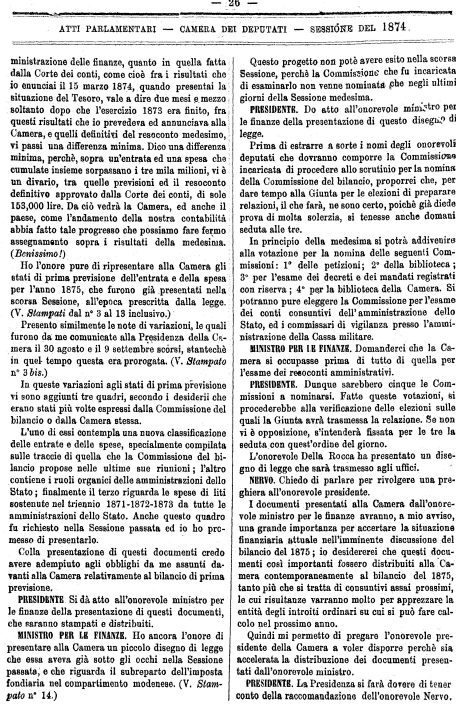 — 26 —
ATTI PARLAMENTARI — CAMERA DEI DEPUTATI — SESSIONE DEL 1874
ministrazione delle finanze, quanto in quella fatta
dalla Corte dei conti, come cioè fra i risultati che
io enunciai il 15 marzo 1874, quando presentai la
situazione del Tesoro, vale a dire due mesi e mezzo
soltanto dopo che l'esercizio 1873 era finito, fra
questi risultati che io prevedeva ed annunciava alla
Camera, e quelli definitivi del resoconto medesimo,
vi passi una differenza minima. Dico una differenza
minima, perchè, sopra un'entrata ed una spesa che
cumulate insieme sorpassano i tre mila milioni, vi è
un divario, tra quelle previsioni ed il resoconto
definitivo approvato dalla Corte dei conti, di sole
153,000 lire. Da ciò vedrà la Camera, ed anche il
paese, come l'andamento della nostra contabilità
abbia fatto tale progresso che possiamo fare fermo
assegnamento sopra i risultati della medesima.
(Benissimo!)
Ho l'onore pure di ripresentare alla Camera gli
stati di prima previsione dell'entrata e della spesa
per l'anno 1875, che furono già presentati nella
scorsa Sessione, all'epoca prescritta dalla legge.
(V. Stampati dal n° 3 al 13 inclusivo.)
Presento similmente le note di variazioni, le quali
furono da me comunicate alla Presidenza della Ca-
mera il 30 agosto e il 9 settembre scorsi, stantechè
in quel tempo questa era prorogata. (V. Stampato
n° 3 bis.)
In queste variazioni agli stati di prima previsione
vi sono aggiunti tre quadri, secondo i desiderii che
erano stati più volte espressi dalla Commissione del
bilancio o dalla Camera stessa.
L'uno di essi contempla una nuova classificazione
delle entrate e delle spese, specialmente compilata
sulle traccie di quella che la Commissione del bi-
lancio propose nelle ultime sue riunioni; l'altro
contiene i ruoli organici delle amministrazioni dello
Stato; finalmente il terzo riguarda le spese di liti
sostenute nel triennio 1871-1872-1873 da tutte le
amministrazioni dello Stato. Anche questo quadro
fu richiesto nella Sessione passata ed io ho pro-
messo di presentarlo.
Colla presentazione di questi documenti credo
avere adempiuto agli obblighi da me assunti da-
vanti alla Camera relativamente al bilancio di prima
previsione.
PRESIDENTE. Si dà atto all'onorevole ministro per
le finanze della presentazione di questi documenti,
che saranno stampati e distribuiti.
MINISTRO PER LE FINANZE. Ho ancora l'onore di
presentare alla Camera un piccolo disegno di legge
che essa aveva già sotto gli occhi nella Sessione
passata, e che riguarda il subreparto dell'imposta
fondiaria nel compartimento modenese. (V. Stam-
pato n° 14.)
Questo progetto non potè avere esito nella scorsa
Sessione, perchè la Commissione che fu incaricata
di esaminarlo non venne nominata che negli ultimi
giorni della Sessione medesima.
PRESIDENTE. Do atto all'onorevole ministro per
le finanze della presentazione di questo disegno di
legge.
Prima di estrarre a sorte i nomi degli onorevoli
deputati che dovranno comporre la Commissione
incaricata di procedere allo scrutinio per la nomina
della Commissione del bilancio, proporrei che, per
dare tempo alla Giunta per le elezioni di preparare
relazioni, il che farà, ne sono certo, poichè già diede
prova di molta solerzia, si tenesse anche domani
seduta alle tre.
In principio della medesima si potrà addivenire
alla votazione per la nomina delle seguenti Com-
missioni: 1° delle petizioni; 2° della biblioteca;
3° per l'esame dei decreti e dei mandati registrati
con riserva; 4° per la biblioteca della Camera. Si
potranno pure eleggere la Commissione per l'esame
dei conti consuntivi dell'amministrazione dello
Stato, ed i commissari di vigilanza presso l'ammi-
nistrazione della Cassa militare.
MINISTRO PER LE FINANZE. Domanderei che la Ca-
mera si occupasse prima di tutto di quella per
l'esame dei resoconti amministrativi.
PRESIDENTE. Dunque sarebbero cinque le Com-
missioni a nominarsi. Fatte queste votazioni, si
procederebbe alla verificazione delle elezioni sulle
quali la Giunta avrà trasmessa la relazione. Se non
vi è opposizione, s'intenderà fissata per le tre la
seduta con quest'ordine del giorno.
L'onorevole Della Rocca ha presentato un dise-
gno di legge che sarà trasmesso agli uffici.
NERVO. Chiedo di parlare per rivolgere una pre-
ghiera all'onorevole presidente.
I documenti presentati alla Camera dall'onore-
vole ministro per le finanze avranno, a mio avviso,
una grande importanza per accertare la situazione
finanziaria attuale nell'imminente discussione del
bilancio del 1875; io desidererei che questi docu-
menti così importanti fossero distribuiti alla Ca-
mera contemporaneamente al bilancio del 1875,
tanto più che si tratta di consuntivi assai prossimi,
le cui risultanze varranno molto per apprezzare la
entità degli introiti ordinari su cui si può fare cal-
colo nel prossimo anno.
Quindi mi permetto di pregare l'onorevole pre-
sidente della Camera a voler disporre perchè sia
accelerata la distribuzione dei documenti presen-
tati dall'onorevole ministro.
PRESIDENTE. La Presidenza si farà dovere di tener
conto della raccomandazione dell'onorevole Nervo.